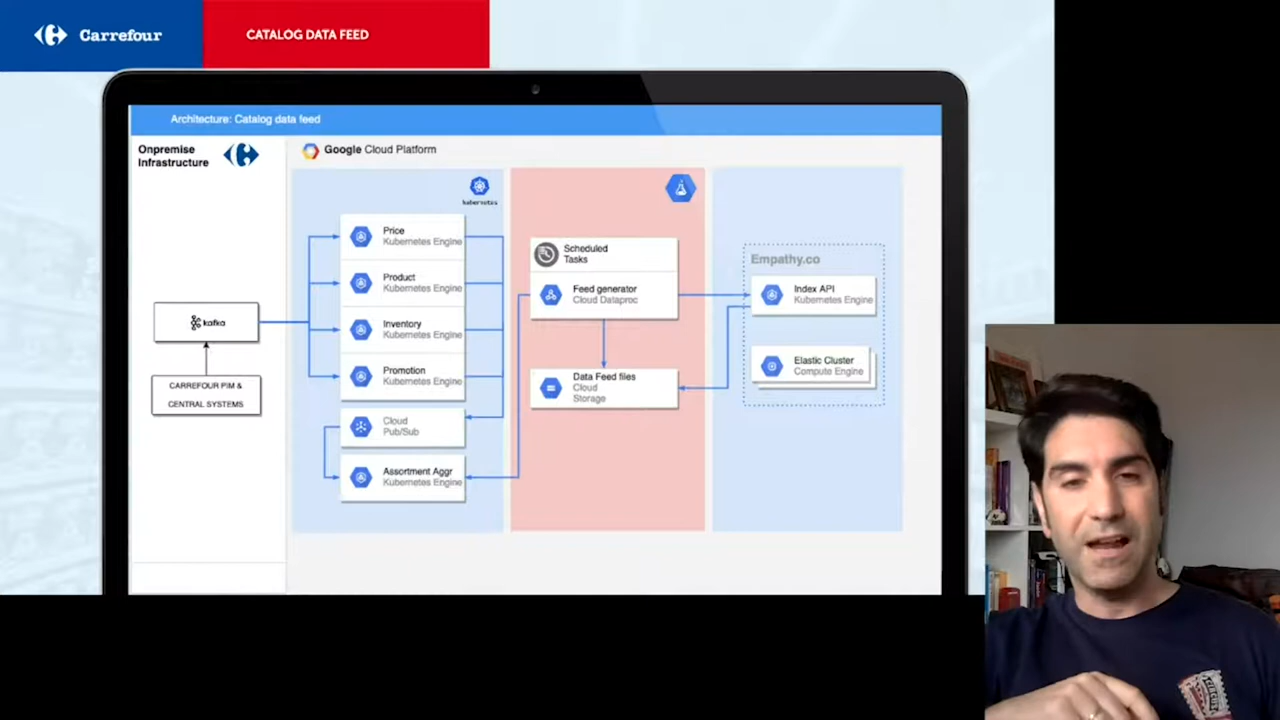 Carrefour
CATALOG DATA FEED
Architecture: Catalog data feed
Onpremise
Infrastructure
Google Cloud Platform
kubernetes
Price
Kubernetes Engine
Product
Kubernetes Engine
Inventory
Kubernetes Engine
Promotion
Kubernetes Engine
Cloud
Pub/Sub
Assortment Aggr
Kubernetes Engine
kafka
CARREFOUR PIM &
CENTRAL SYSTEMS
Scheduled
Tasks
Feed generator
Cloud Dataproc
Data Feed files
Cloud
Storage
Empathy.co
Index API
Kubernetes Engine
Elastic Cluster
Compute Engine